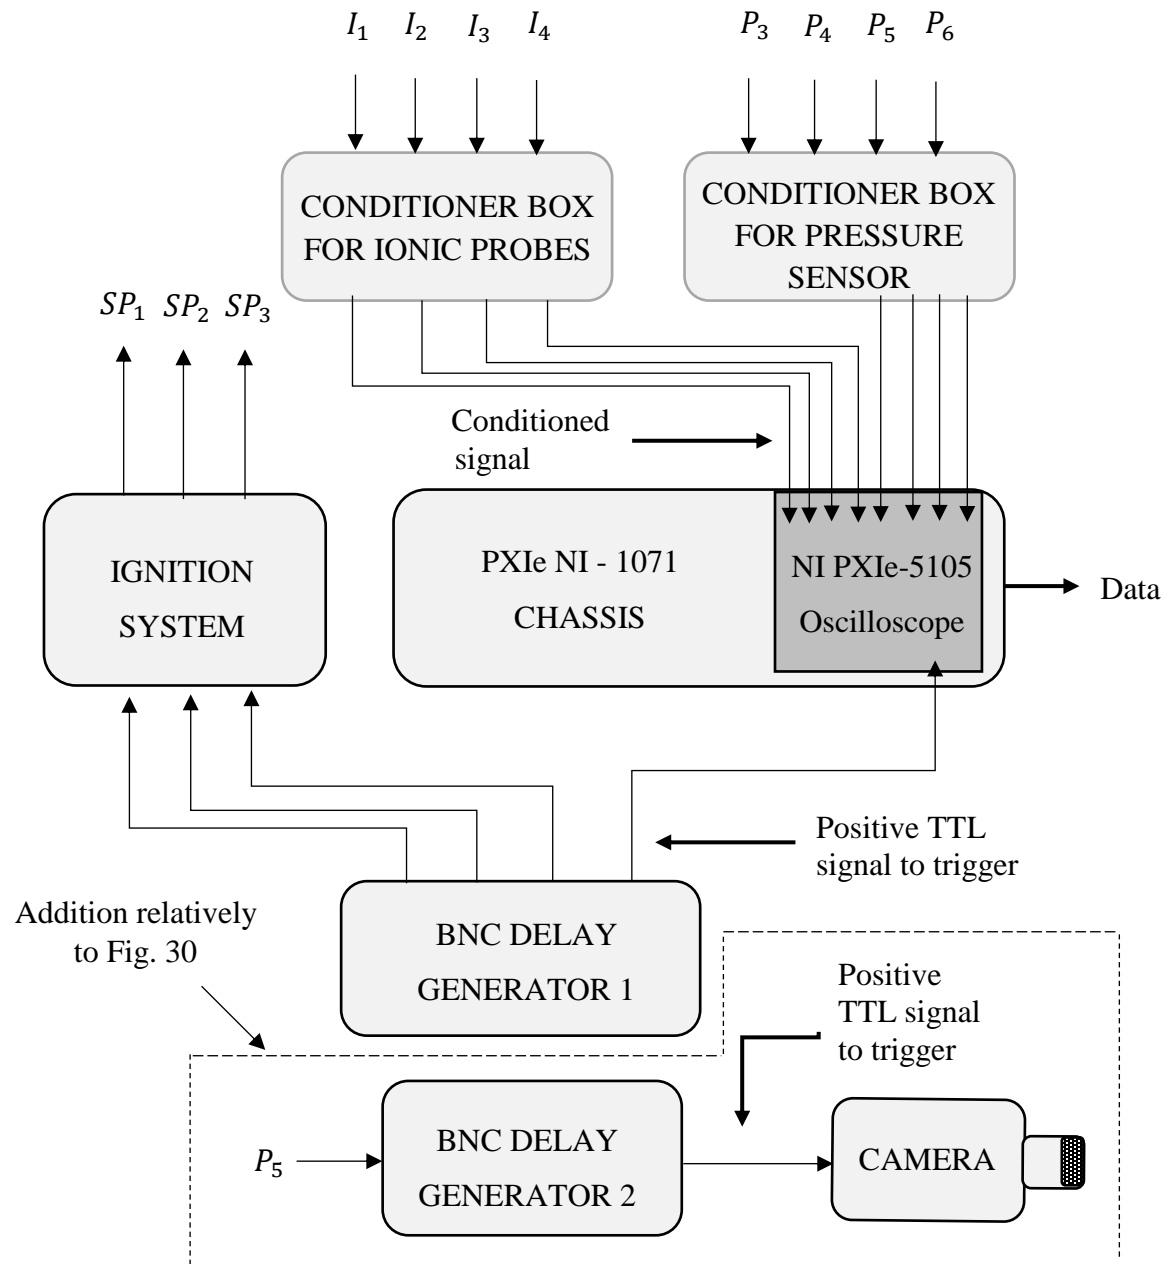 I₁ I₂ I₃ I₄
P₃ P₄ P₅ P₆
CONDITIONER BOX
FOR IONIC PROBES
CONDITIONER BOX
FOR PRESSURE
SENSOR
SP₁ SP₂ SP₃
Conditioned
signal
IGNITION
SYSTEM
PXIe NI - 1071
CHASSIS
NI PXIe-5105
Oscilloscope
Data
Positive TTL
signal to trigger
Addition relatively
to Fig. 30
BNC DELAY
GENERATOR 1
Positive
TTL signal
to trigger
P₅
BNC DELAY
GENERATOR 2
CAMERA